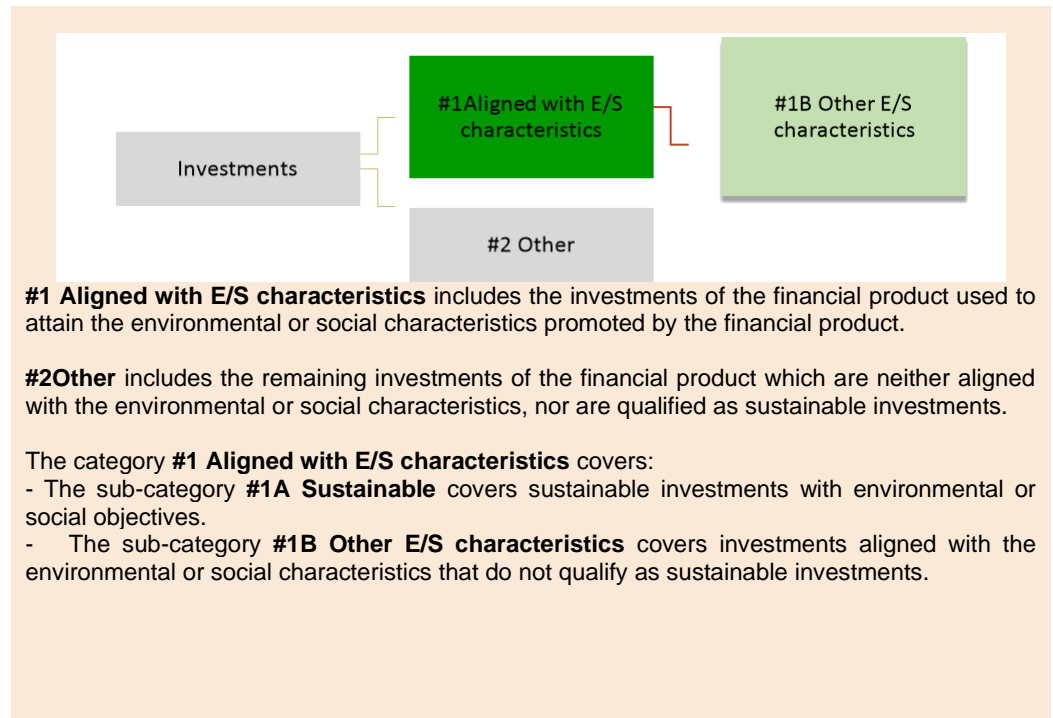 #1Aligned with E/S
characteristics
#1B Other E/S
characteristics
Investments
#2 Other
#1 Aligned with E/S characteristics includes the investments of the financial product used to
attain the environmental or social characteristics promoted by the financial product.
#2Other includes the remaining investments of the financial product which are neither aligned
with the environmental or social characteristics, nor are qualified as sustainable investments.
The category #1 Aligned with E/S characteristics covers:
- The sub-category #1A Sustainable covers sustainable investments with environmental or
social objectives.
- The sub-category #1B Other E/S characteristics covers investments aligned with the
environmental or social characteristics that do not qualify as sustainable investments.